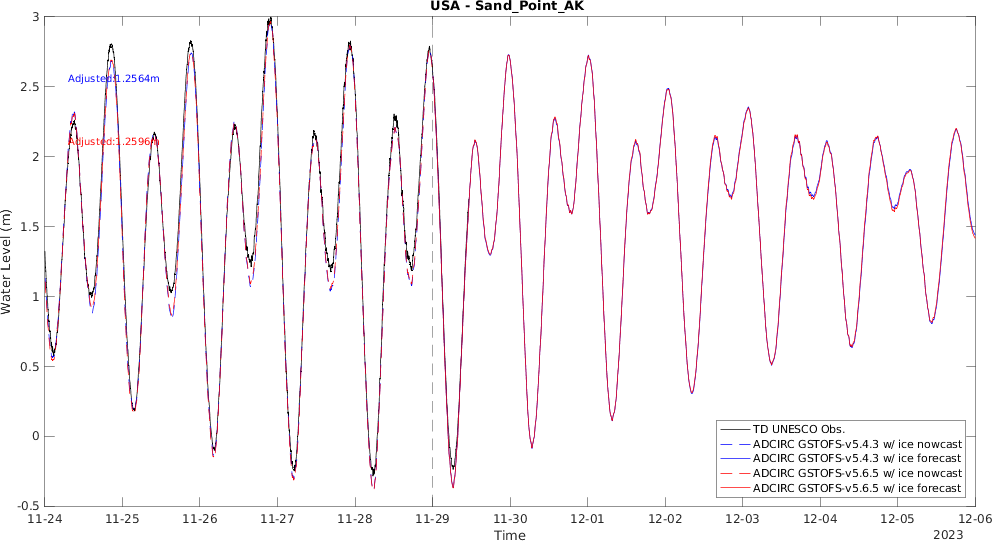 USA - Sand_Point_AK
3
2.5
2
1.5
1
0.5
0
-0.5
Water Level (m)
Adjusted:1.2564m
Adjusted:1.2596m
TD UNESCO Obs.
ADCIRC GSTOFS-v5.4.3 w/ ice nowcast
ADCIRC GSTOFS-v5.4.3 w/ ice forecast
ADCIRC GSTOFS-v5.6.5 w/ ice nowcast
ADCIRC GSTOFS-v5.6.5 w/ ice forecast
11-24 11-25 11-26 11-27 11-28 11-29 11-30 12-01 12-02 12-03 12-04 12-05 12-06
Time
2023